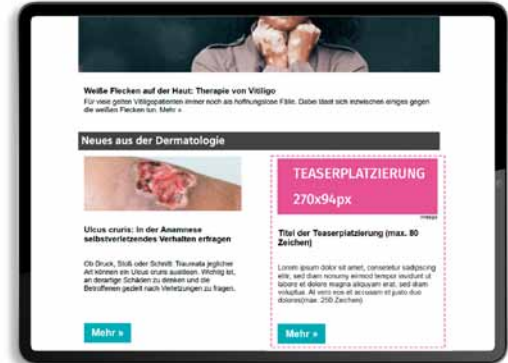 Weiße Flecken auf der Haut: Therapie von Vitiligo
Für viele gelten Vitiligopatienten immer noch als hoffnungslose Fälle. Dabei lässt sich inzwischen einiges gegen
die weißen Flecken tun. Mehr »
Neues aus der Dermatologie
Ulcus cruris: In der Anamnese
selbstverletzendes Verhalten erfragen
Ob Druck, Stoß oder Schnitt: Traumata jeglicher
Art können ein Ulcus cruris auslösen. Wichtig ist,
an derartige Schäden zu denken und die
Betroffenen gezielt nach Verletzungen zu fragen.
Mehr »
TEASERPLATZIERUNG
270x94px
Titel der Teaserplatzierung (max. 80
Zeichen)
Lorem ipsum dolor sit amet, consetetur sadipscing
elitr, sed diam nonumy eirmod tempor invidunt ut
labore et dolore magna aliquyam erat, sed diam
voluptua. At vero eos et accusam et justo duo
dolores(max. 250 Zeichen)
Mehr »